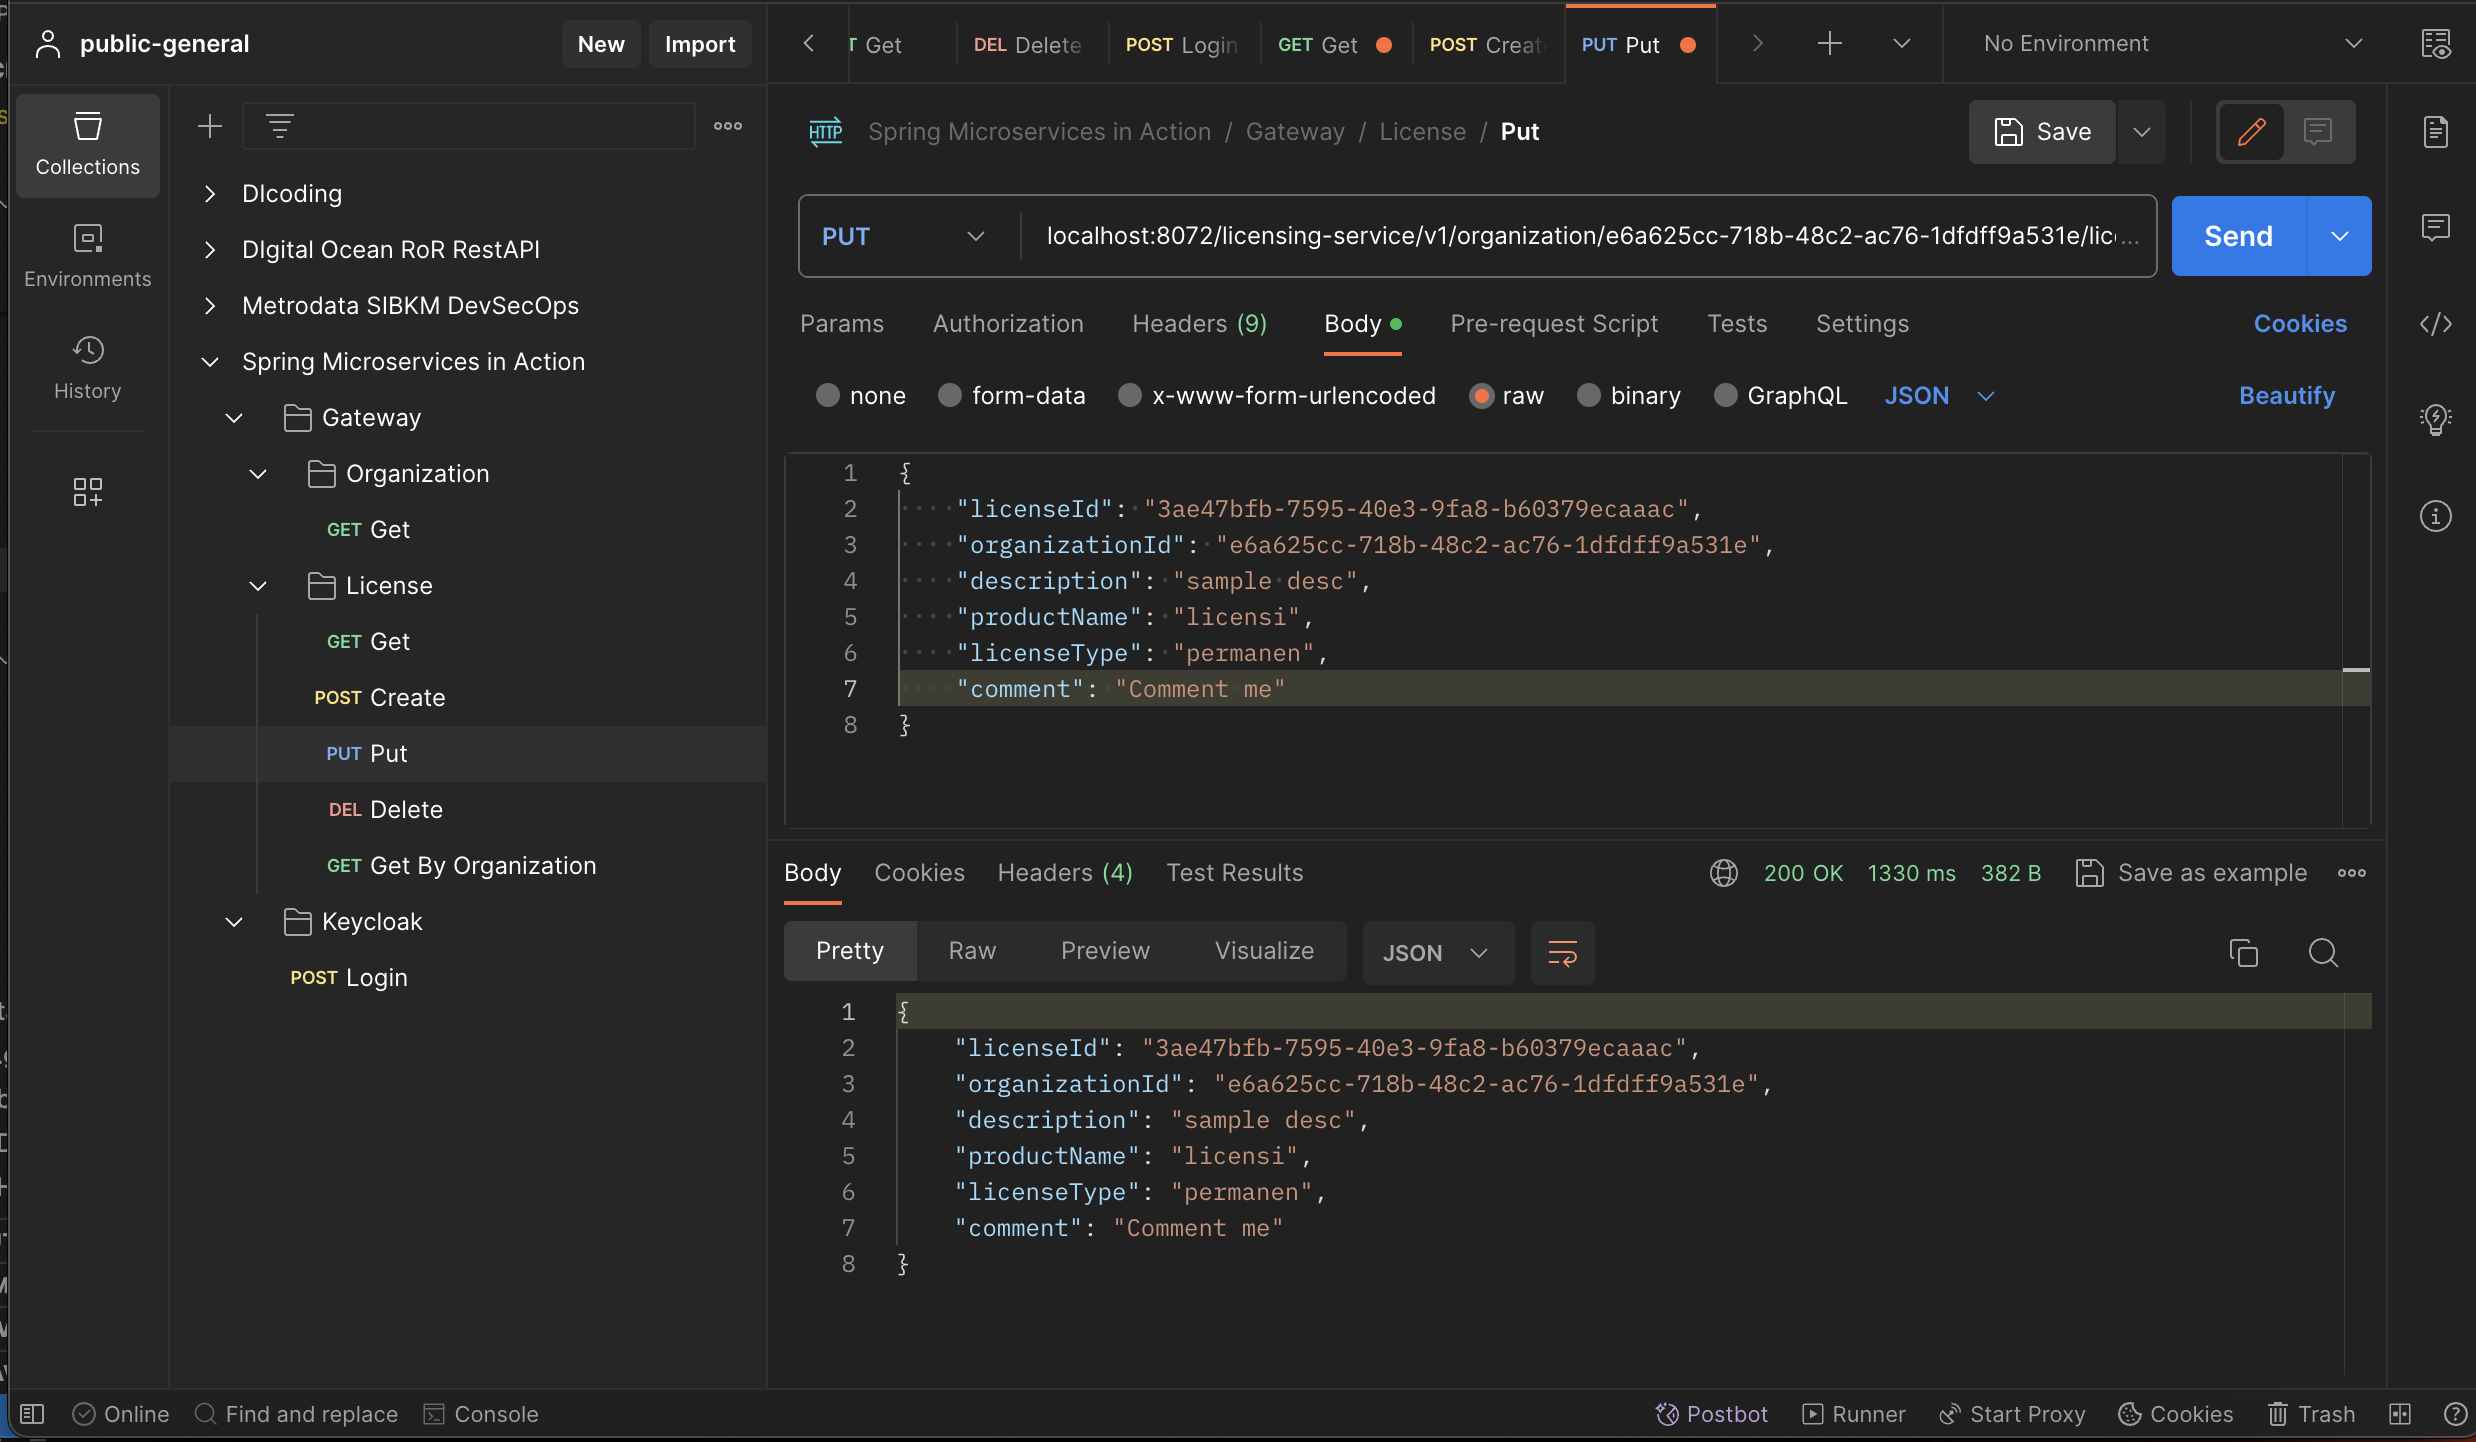 public-general
New
Import
Get
DEL Delete
POST Login
GET Get
POST Creat
PUT Put
No Environment
Collections
Environments
History
DIcoding
DIgital Ocean RoR RestAPI
Metrodata SIBKM DevSecOps
Spring Microservices in Action
Gateway
Organization
GET Get
License
GET Get
POST Create
PUT Put
DEL Delete
GET Get By Organization
Keycloak
POST Login
HTTP Spring Microservices in Action / Gateway / License / Put
Save
PUT
localhost:8072/licensing-service/v1/organization/e6a625cc-718b-48c2-ac76-1dfdff9a531e/lic...
Send
Params Authorization Headers (9) Body Pre-request Script Tests Settings
Cookies
none form-data x-www-form-urlencoded raw binary GraphQL JSON
Beautify
1 {
2 "licenseId": "3ae47bfb-7595-40e3-9fa8-b60379ecaaac",
3 "organizationId": "e6a625cc-718b-48c2-ac76-1dfdff9a531e",
4 "description": "sample desc",
5 "productName": "licensi",
6 "licenseType": "permanen",
7 "comment": "Comment me"
8 }
Body Cookies Headers (4) Test Results
200 OK 1330 ms 382 B
Save as example
Pretty Raw Preview Visualize
JSON
1 {
2 "licenseId": "3ae47bfb-7595-40e3-9fa8-b60379ecaaac",
3 "organizationId": "e6a625cc-718b-48c2-ac76-1dfdff9a531e",
4 "description": "sample desc",
5 "productName": "licensi",
6 "licenseType": "permanen",
7 "comment": "Comment me"
8 }
Online
Find and replace
Console
Postbot
Runner
Start Proxy
Cookies
Trash